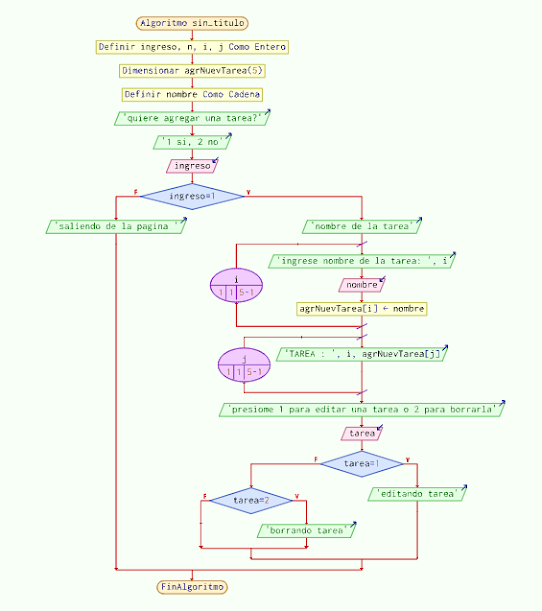 Algoritmo sin_titulo
Definir ingreso, n, i, j Como Entero
Dimensionar agrNuevTarea(5)
Definir nombre Como Cadena
'quiere agregar una tarea?'
'1 si, 2 no'
ingreso
F ingreso=1 V
'saliendo de la pagina ' 'nombre de la tarea'
'ingrese nombre de la tarea: ', i
i
1 1 5-1
nombre
agrNuevTarea[i] ← nombre
j
1 1 5-1
'TAREA : ', i, agrNuevTarea[j]
'presiome 1 para editar una tarea o 2 para borrarla'
tarea
F tarea=1 V
F tarea=2 V
'editando tarea'
'borrando tarea'
FinAlgoritmo